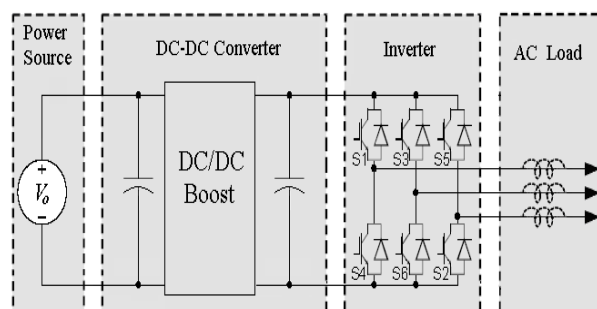 Power
Source
DC-DC Converter
Inverter
AC Load
+
Vo
−
DC/DC
Boost
S1
S3
S5
S4
S6
S2